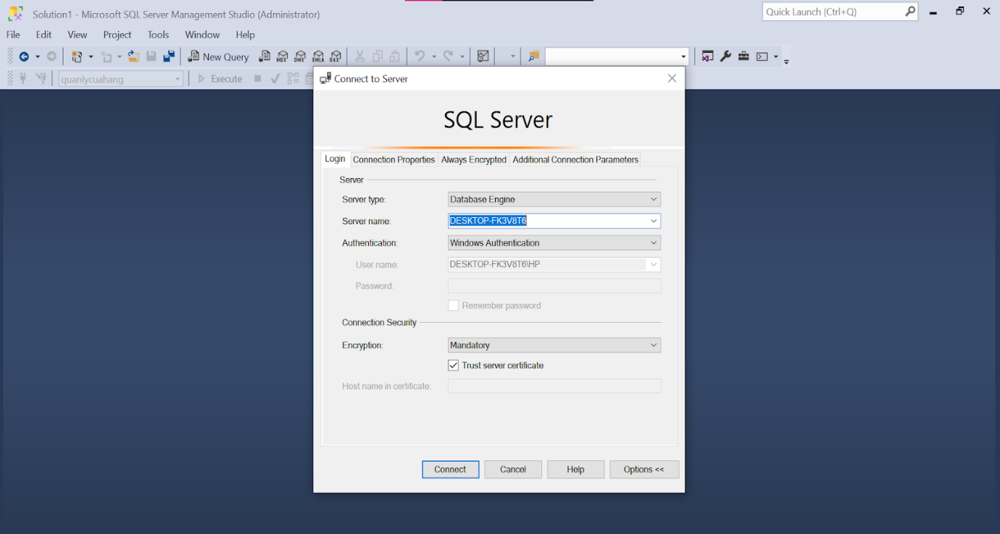 Solution1 - Microsoft SQL Server Management Studio (Administrator)
Quick Launch (Ctrl+Q)
File Edit View Project Tools Window Help
New Query MDX DMX XMLA DAX
quanlycuahang Execute
Connect to Server
SQL Server
Login Connection Properties Always Encrypted Additional Connection Parameters
Server
Server type: Database Engine
Server name: DESKTOP-FK3V8T6
Authentication: Windows Authentication
User name: DESKTOP-FK3V8T6\HP
Password:
Remember password
Connection Security
Encryption: Mandatory
Trust server certificate
Host name in certificate:
Connect Cancel Help Options <<